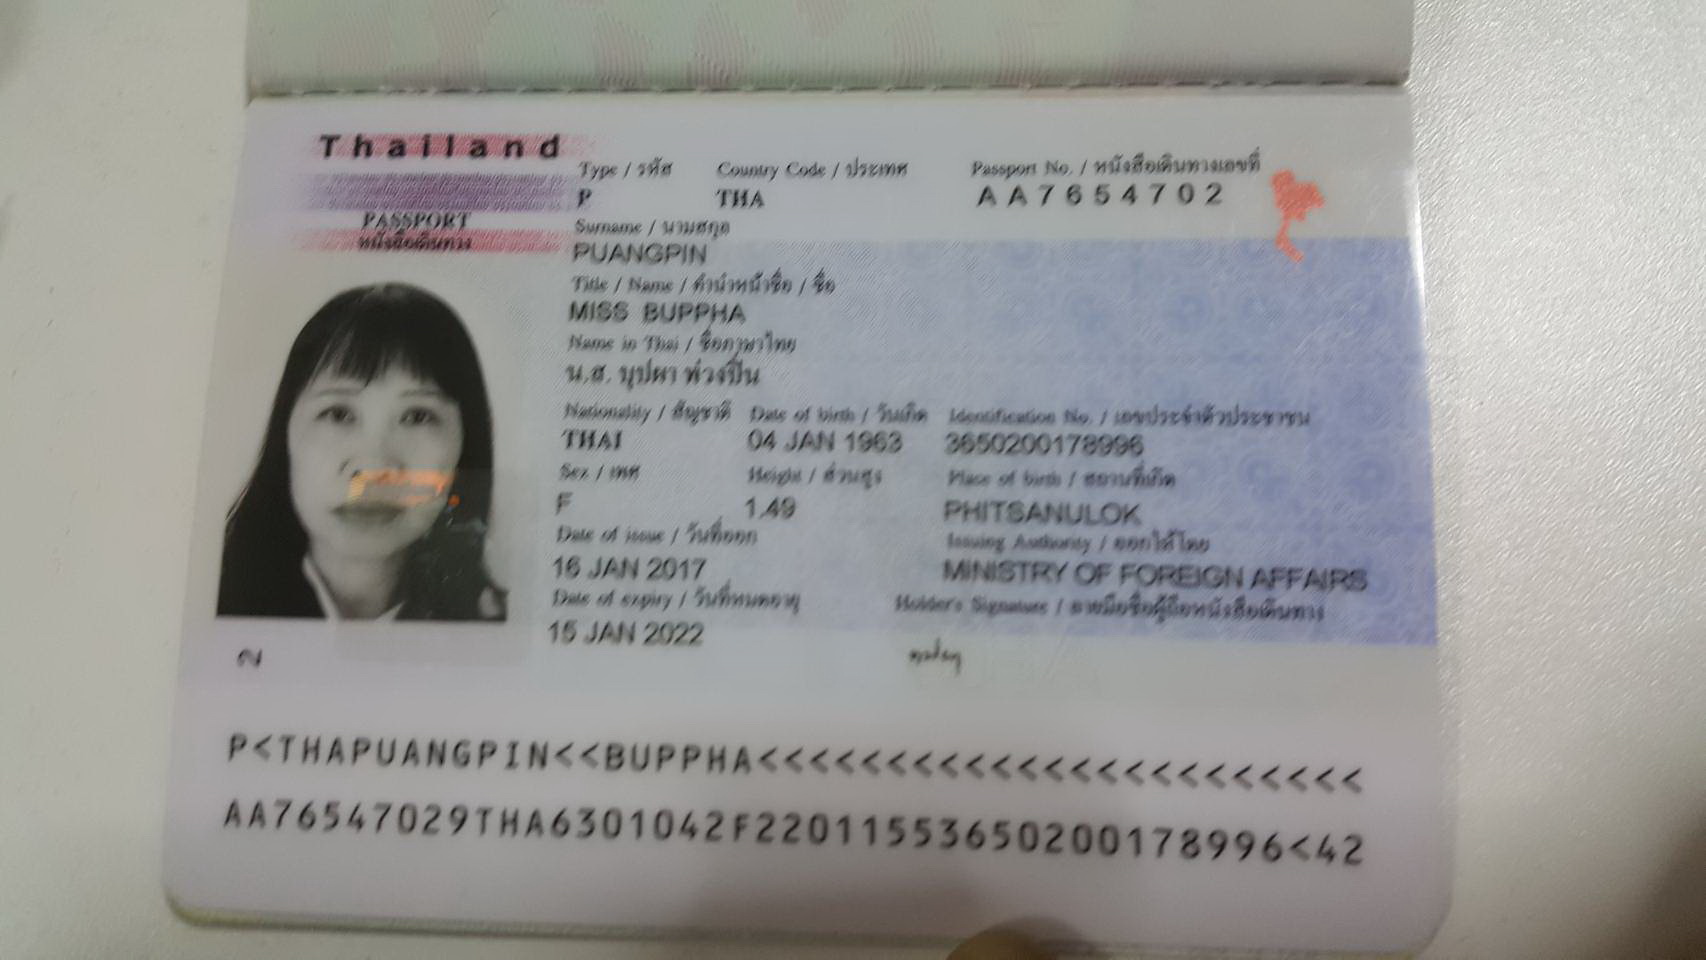 Thailand
Type / รหัส Country Code / ประเทศ Passport No. / หนังสือเดินทางเลขที่
P THA AA7654702
PASSPORT
หนังสือเดินทาง
Surname / นามสกุล
PUANGPIN
Title / Name / คำนำหน้าชื่อ / ชื่อ
MISS BUPPHA
Name in Thai / ชื่อภาษาไทย
น.ส. บุปผา พ่วงปิ่น
Nationality / สัญชาติ Date of birth / วันเกิด Identification No. / เลขประจำตัวประชาชน
THAI 04 JAN 1963 3650200178996
Sex / เพศ Height / ส่วนสูง Place of birth / สถานที่เกิด
F 1.49 PHITSANULOK
Date of issue / วันที่ออก Issuing Authority / ออกให้โดย
16 JAN 2017 MINISTRY OF FOREIGN AFFAIRS
Date of expiry / วันที่หมดอายุ Holder's Signature / ลายมือชื่อผู้ถือหนังสือเดินทาง
15 JAN 2022
2
P<THAPUANGPIN<<BUPPHA<<<<<<<<<<<<<<<<<<<<<<<
AA76547029THA6301042F22011553650200178996<42